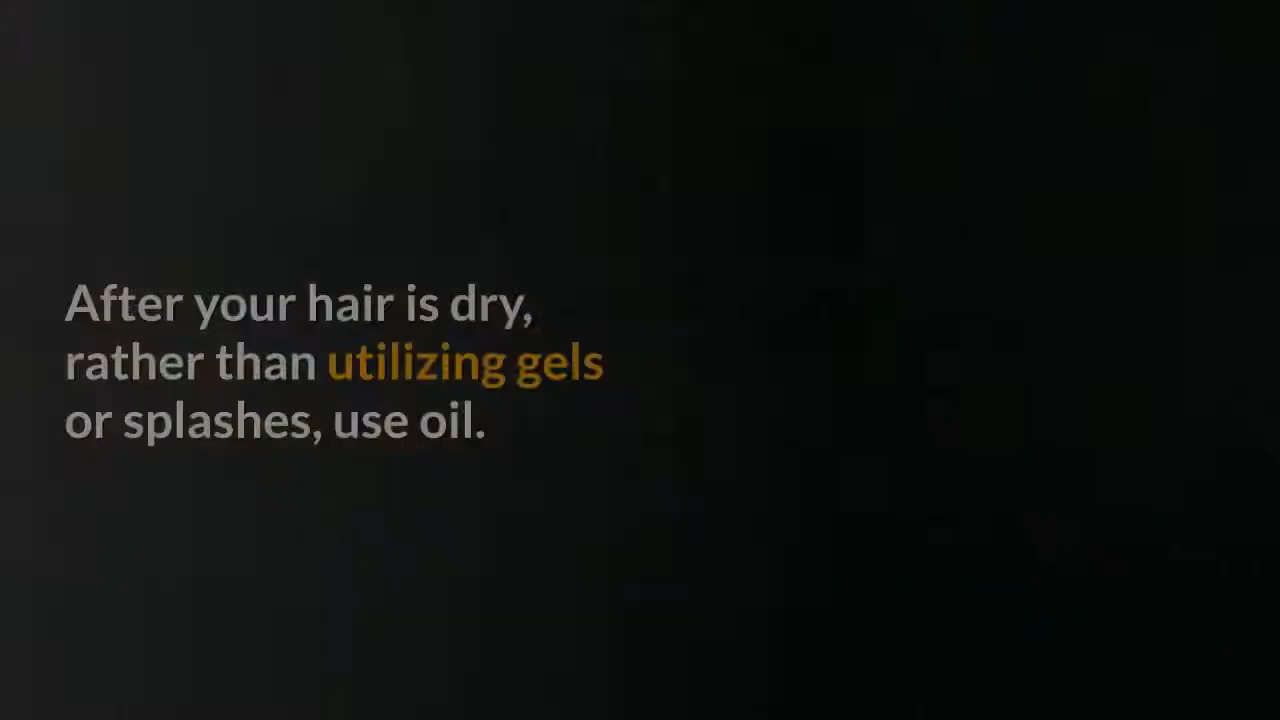 After your hair is dry,
rather than utilizing gels
or splashes, use oil.